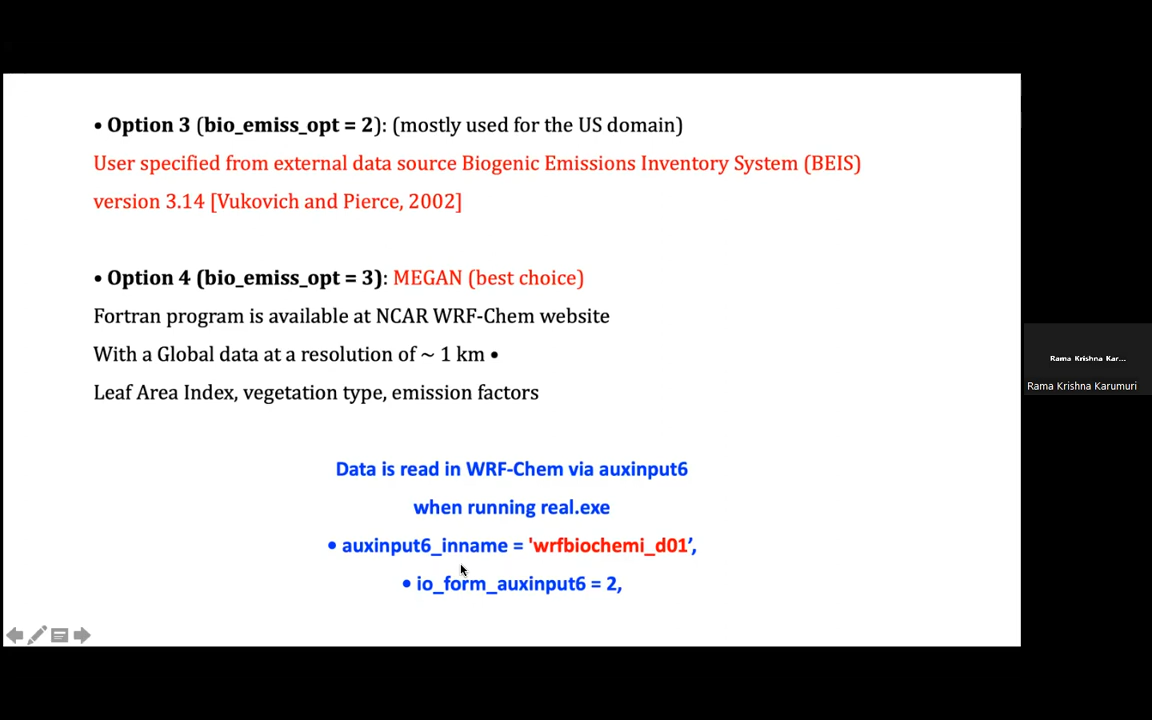 • Option 3 (bio_emiss_opt = 2): (mostly used for the US domain)
User specified from external data source Biogenic Emissions Inventory System (BEIS)
version 3.14 [Vukovich and Pierce, 2002]
• Option 4 (bio_emiss_opt = 3): MEGAN (best choice)
Fortran program is available at NCAR WRF-Chem website
With a Global data at a resolution of ~ 1 km •
Leaf Area Index, vegetation type, emission factors
Data is read in WRF-Chem via auxinput6
when running real.exe
• auxinput6_inname = 'wrfbiochemi_d01’,
• io_form_auxinput6 = 2,
Rama Krishna Kar...
Rama Krishna Karumuri